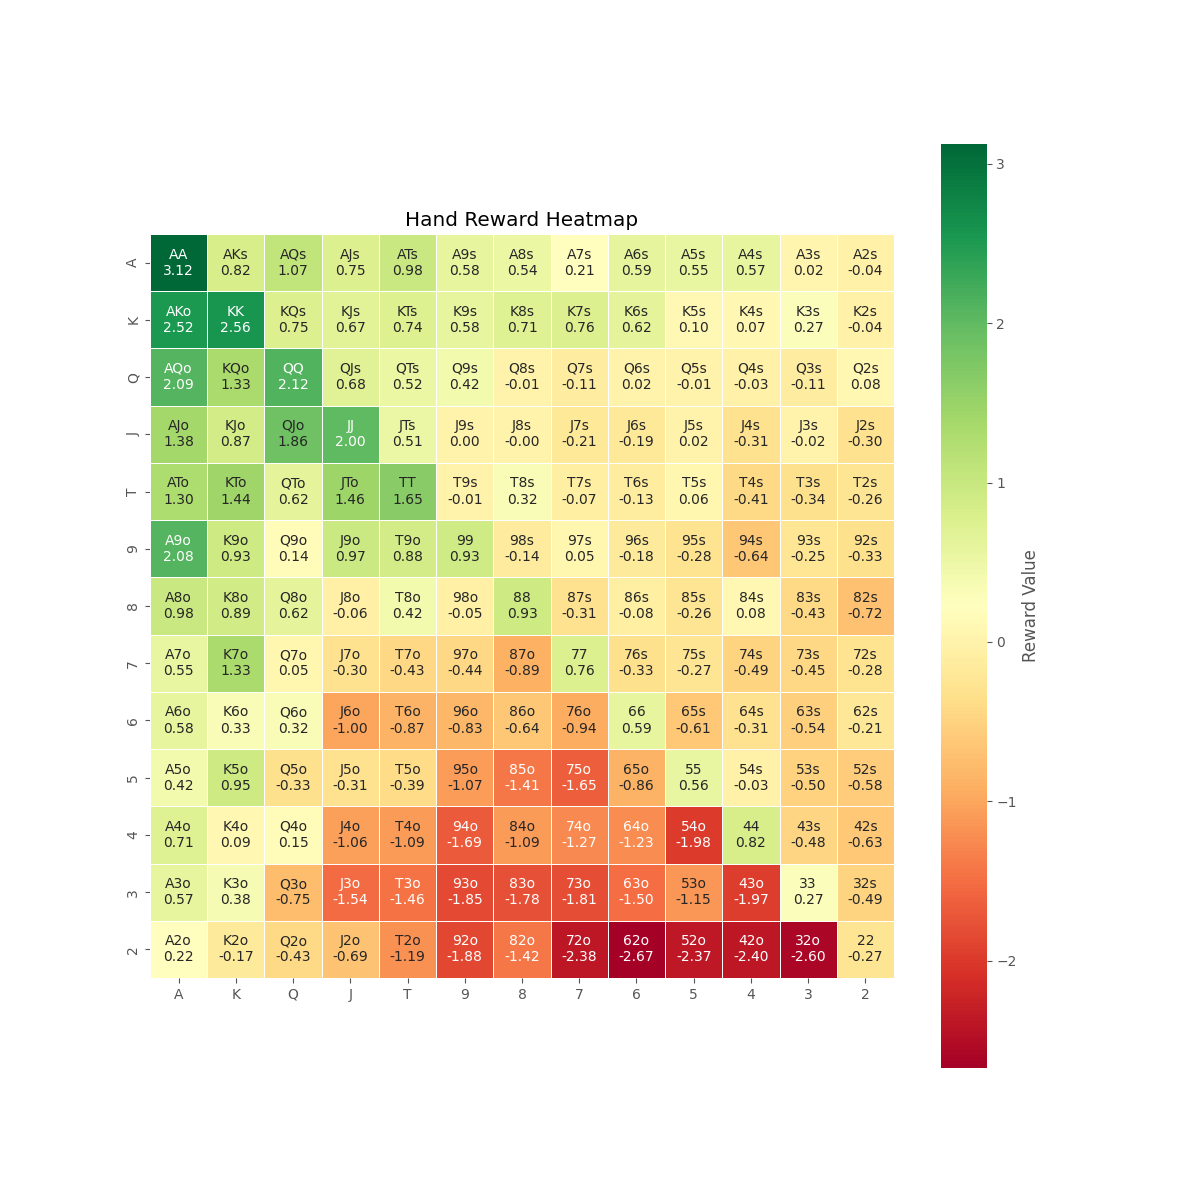 Hand Reward Heatmap
A AA AKs AQs AJs ATs A9s A8s A7s A6s A5s A4s A3s A2s
3.12 0.82 1.07 0.75 0.98 0.58 0.54 0.21 0.59 0.55 0.57 0.02 -0.04
K AKo KK KQs KJs KTs K9s K8s K7s K6s K5s K4s K3s K2s
2.52 2.56 0.75 0.67 0.74 0.58 0.71 0.76 0.62 0.10 0.07 0.27 -0.04
Q AQo KQo QQ QJs QTs Q9s Q8s Q7s Q6s Q5s Q4s Q3s Q2s
2.09 1.33 2.12 0.68 0.52 0.42 -0.01 -0.11 0.02 -0.01 -0.03 -0.11 0.08
J AJo KJo QJo JJ JTs J9s J8s J7s J6s J5s J4s J3s J2s
1.38 0.87 1.86 2.00 0.51 0.00 -0.00 -0.21 -0.19 0.02 -0.31 -0.02 -0.30
T ATo KTo QTo JTo TT T9s T8s T7s T6s T5s T4s T3s T2s
1.30 1.44 0.62 1.46 1.65 -0.01 0.32 -0.07 -0.13 0.06 -0.41 -0.34 -0.26
9 A9o K9o Q9o J9o T9o 99 98s 97s 96s 95s 94s 93s 92s
2.08 0.93 0.14 0.97 0.88 0.93 -0.14 0.05 -0.18 -0.28 -0.64 -0.25 -0.33
8 A8o K8o Q8o J8o T8o 98o 88 87s 86s 85s 84s 83s 82s
0.98 0.89 0.62 -0.06 0.42 -0.05 0.93 -0.31 -0.08 -0.26 0.08 -0.43 -0.72
7 A7o K7o Q7o J7o T7o 97o 87o 77 76s 75s 74s 73s 72s
0.55 1.33 0.05 -0.30 -0.43 -0.44 -0.89 0.76 -0.33 -0.27 -0.49 -0.45 -0.28
6 A6o K6o Q6o J6o T6o 96o 86o 76o 66 65s 64s 63s 62s
0.58 0.33 0.32 -1.00 -0.87 -0.83 -0.64 -0.94 0.59 -0.61 -0.31 -0.54 -0.21
5 A5o K5o Q5o J5o T5o 95o 85o 75o 65o 55 54s 53s 52s
0.42 0.95 -0.33 -0.31 -0.39 -1.07 -1.41 -1.65 -0.86 0.56 -0.03 -0.50 -0.58
4 A4o K4o Q4o J4o T4o 94o 84o 74o 64o 54o 44 43s 42s
0.71 0.09 0.15 -1.06 -1.09 -1.69 -1.09 -1.27 -1.23 -1.98 0.82 -0.48 -0.63
3 A3o K3o Q3o J3o T3o 93o 83o 73o 63o 53o 43o 33 32s
0.57 0.38 -0.75 -1.54 -1.46 -1.85 -1.78 -1.81 -1.50 -1.15 -1.97 0.27 -0.49
2 A2o K2o Q2o J2o T2o 92o 82o 72o 62o 52o 42o 32o 22
0.22 -0.17 -0.43 -0.69 -1.19 -1.88 -1.42 -2.38 -2.67 -2.37 -2.40 -2.60 -0.27
A K Q J T 9 8 7 6 5 4 3 2
3
2
1
0
−1
−2
Reward Value